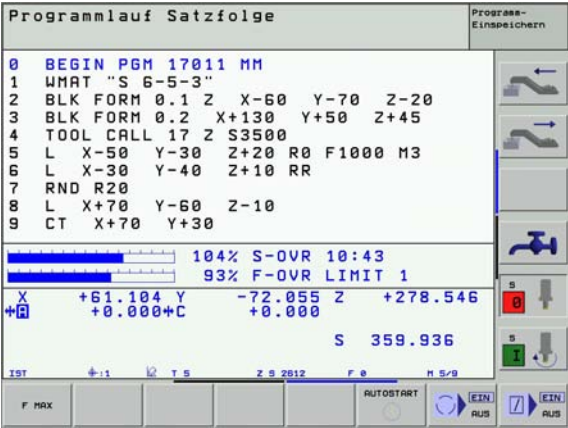 Programmlauf Satzfolge
Programm-
Einspeichern
0 BEGIN PGM 17011 MM
1 WMAT "S 6-5-3"
2 BLK FORM 0.1 Z X-60 Y-70 Z-20
3 BLK FORM 0.2 X+130 Y+50 Z+45
4 TOOL CALL 17 Z S3500
5 L X-50 Y-30 Z+20 R0 F1000 M3
6 L X-30 Y-40 Z+10 RR
7 RND R20
8 L X+70 Y-60 Z-10
9 CT X+70 Y+30
104% S-OVR 10:43
93% F-OVR LIMIT 1
X +61.104 Y -72.055 Z +278.546
A +0.000 C +0.000
S 359.936
IST :1 T 5 Z S 2612 F 0 M 5/9
S
0
S
I
F MAX
AUTOSTART
EIN
AUS
EIN
AUS